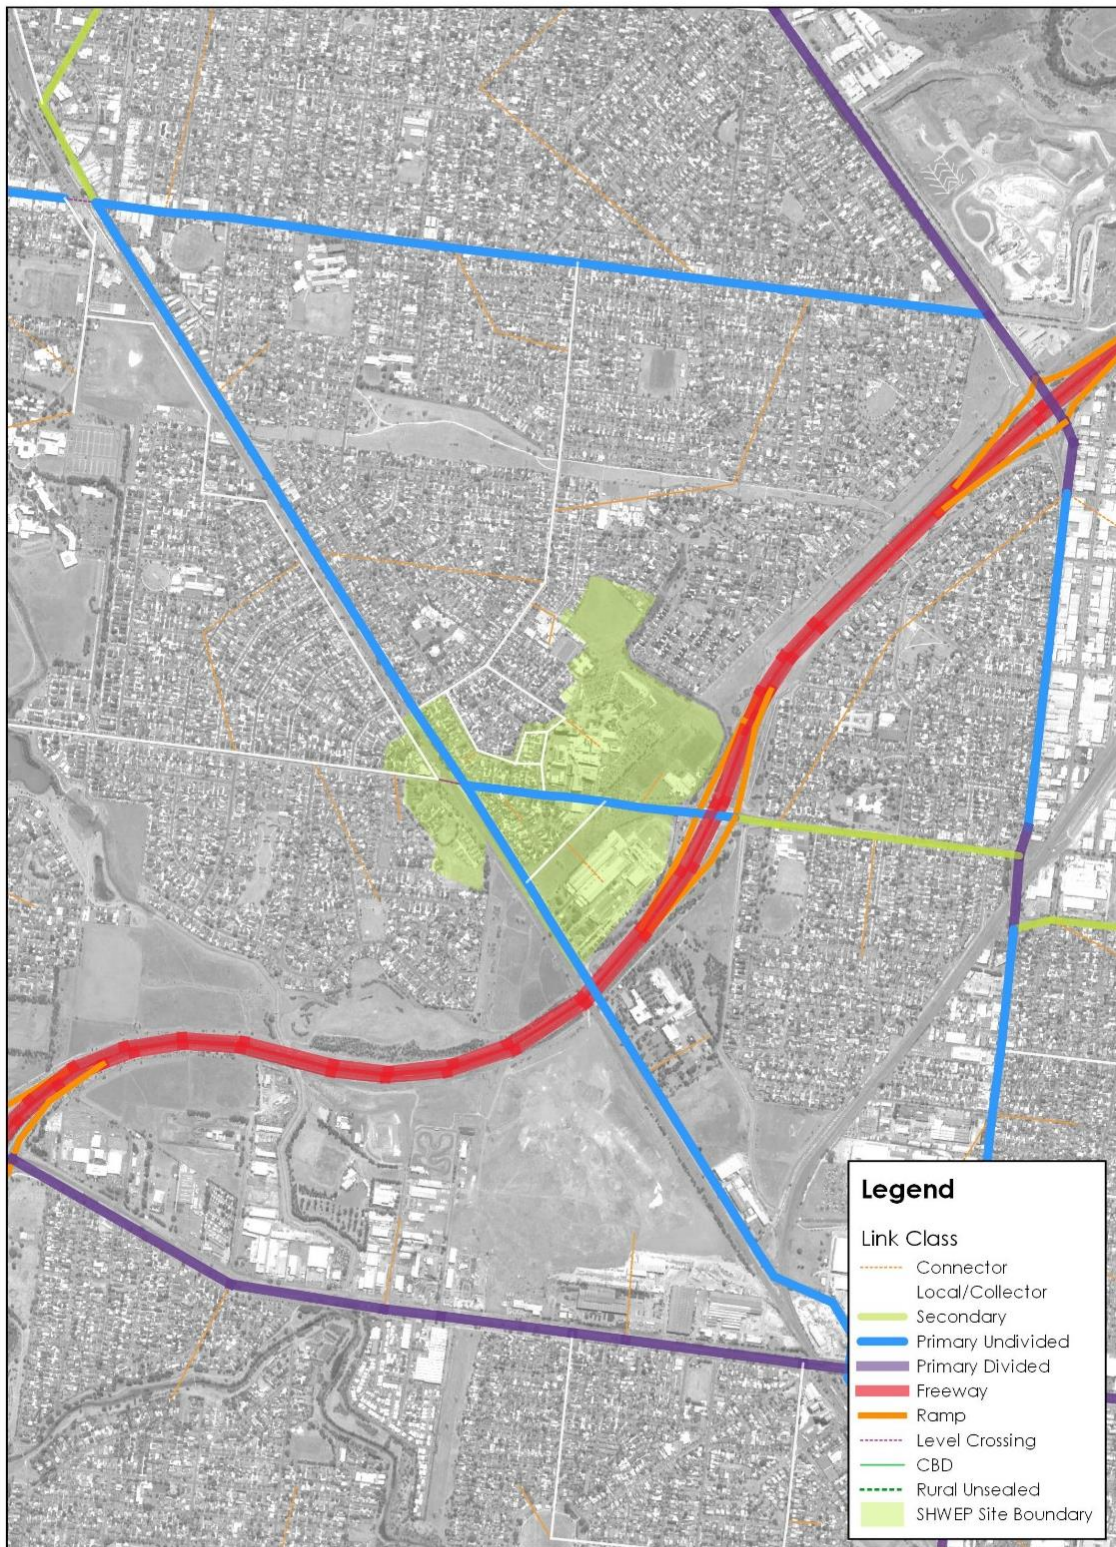 Legend
Link Class
Connector
Local/Collector
Secondary
Primary Undivided
Primary Divided
Freeway
Ramp
Level Crossing
CBD
Rural Unsealed
SHWEP Site Boundary